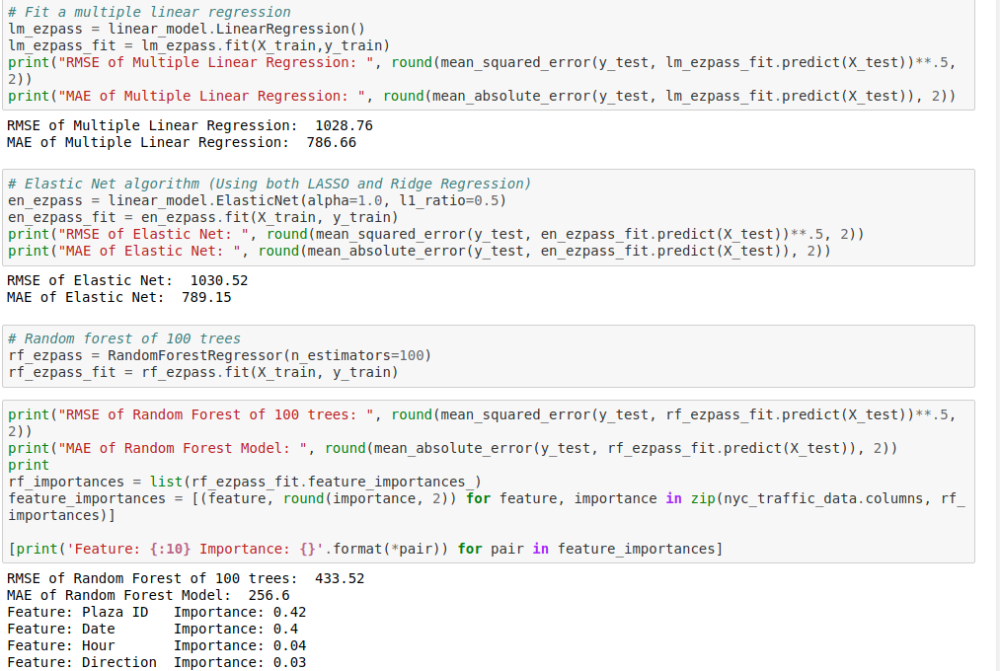 # Fit a multiple linear regression
lm_ezpass = linear_model.LinearRegression()
lm_ezpass_fit = lm_ezpass.fit(X_train,y_train)
print("RMSE of Multiple Linear Regression: ", round(mean_squared_error(y_test, lm_ezpass_fit.predict(X_test))**.5,
2))
print("MAE of Multiple Linear Regression: ", round(mean_absolute_error(y_test, lm_ezpass_fit.predict(X_test)), 2))
RMSE of Multiple Linear Regression:  1028.76
MAE of Multiple Linear Regression:  786.66
# Elastic Net algorithm (Using both LASSO and Ridge Regression)
en_ezpass = linear_model.ElasticNet(alpha=1.0, l1_ratio=0.5)
en_ezpass_fit = en_ezpass.fit(X_train, y_train)
print("RMSE of Elastic Net: ", round(mean_squared_error(y_test, en_ezpass_fit.predict(X_test))**.5, 2))
print("MAE of Elastic Net: ", round(mean_absolute_error(y_test, en_ezpass_fit.predict(X_test)), 2))
RMSE of Elastic Net:  1030.52
MAE of Elastic Net:  789.15
# Random forest of 100 trees
rf_ezpass = RandomForestRegressor(n_estimators=100)
rf_ezpass_fit = rf_ezpass.fit(X_train, y_train)
print("RMSE of Random Forest of 100 trees: ", round(mean_squared_error(y_test, rf_ezpass_fit.predict(X_test))**.5,
2))
print("MAE of Random Forest Model: ", round(mean_absolute_error(y_test, rf_ezpass_fit.predict(X_test)), 2))
print
rf_importances = list(rf_ezpass_fit.feature_importances_)
feature_importances = [(feature, round(importance, 2)) for feature, importance in zip(nyc_traffic_data.columns, rf_
importances)]
[print('Feature: {:10} Importance: {}'.format(*pair)) for pair in feature_importances]
RMSE of Random Forest of 100 trees:  433.52
MAE of Random Forest Model:  256.6
Feature: Plaza ID   Importance: 0.42
Feature: Date       Importance: 0.4
Feature: Hour       Importance: 0.04
Feature: Direction  Importance: 0.03